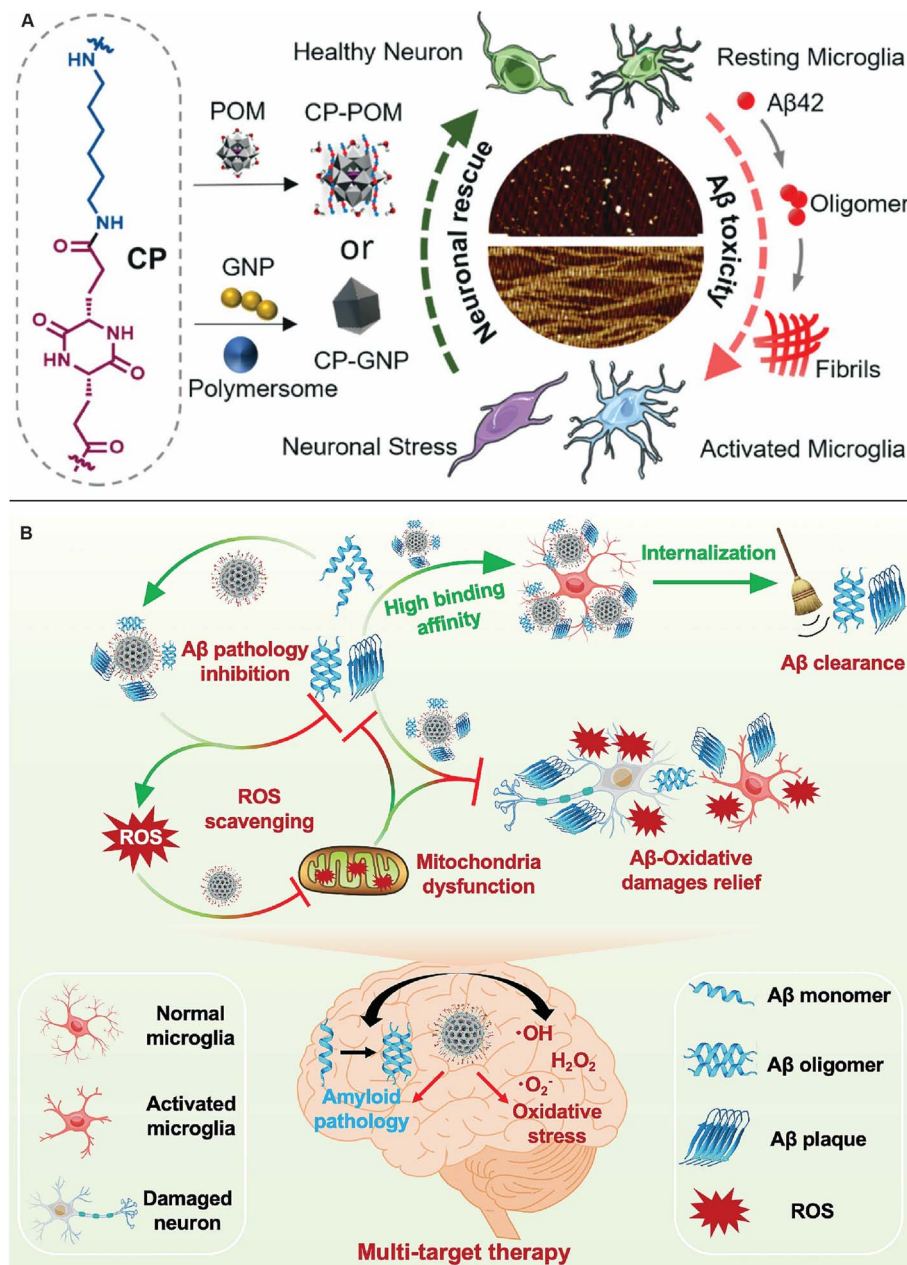 A
HN
NH
O
CP
O
NH
HN
O
O
POM
CP-POM
or
GNP
Polymersome
CP-GNP
Healthy Neuron
Resting Microglia
Neuronal rescue
Aβ toxicity
Aβ42
Oligomer
Fibrils
Neuronal Stress
Activated Microglia
B
High binding
affinity
Internalization
Aβ clearance
Aβ pathology
inhibition
ROS
ROS
scavenging
Mitochondria
dysfunction
Aβ-Oxidative
damages relief
Normal
microglia
Activated
microglia
Damaged
neuron
Amyloid
pathology
·OH
H₂O₂
·O₂⁻
Oxidative
stress
Multi-target therapy
Aβ monomer
Aβ oligomer
Aβ plaque
ROS